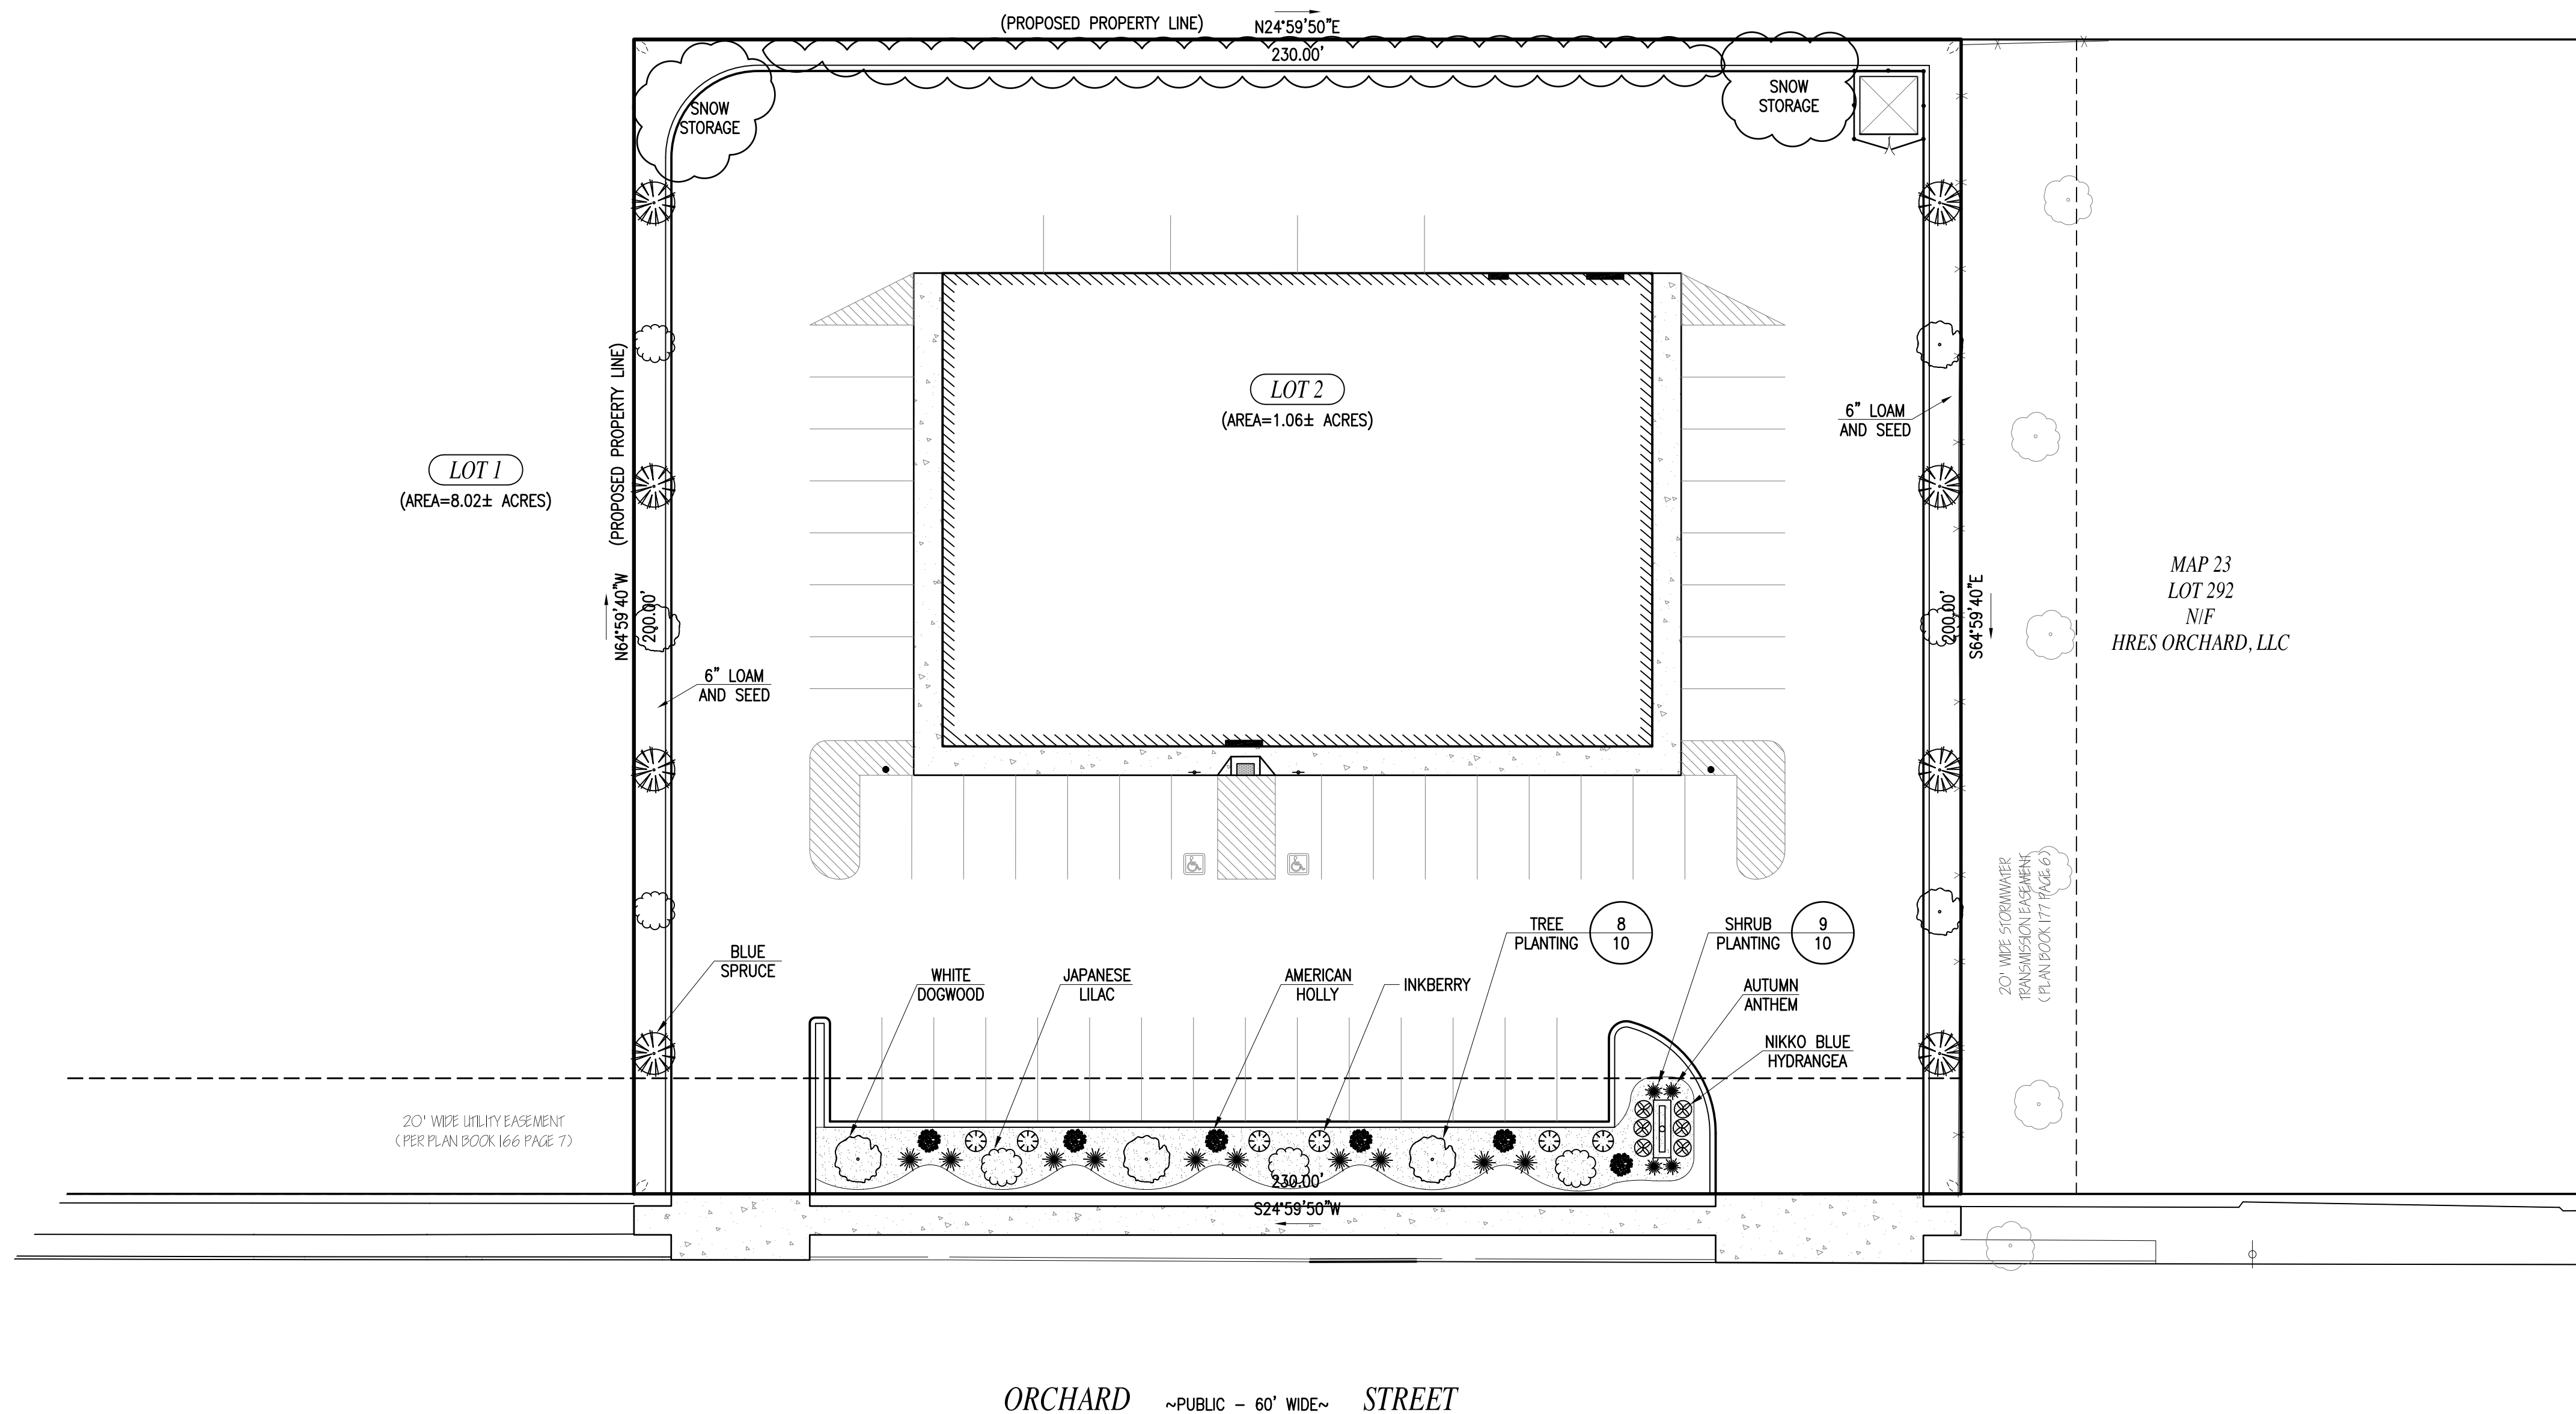 (PROPOSED PROPERTY LINE)
N24°59'50"E
230.00'
SNOW
STORAGE
SNOW
STORAGE
LOT 2
(AREA=1.06± ACRES)
6" LOAM
AND SEED
LOT 1
(AREA=8.02± ACRES)
(PROPOSED PROPERTY LINE)
N64°59'40"W
200.00'
200.00'
S64°59'40"E
MAP 23
LOT 292
N/F
HRES ORCHARD, LLC
6" LOAM
AND SEED
20' WIDE STORMWATER
TRANSMISSION EASEMENT
(PLAN BOOK 177 PAGE 6)
TREE
PLANTING
8
10
SHRUB
PLANTING
9
10
BLUE
SPRUCE
WHITE
DOGWOOD
JAPANESE
LILAC
AMERICAN
HOLLY
INKBERRY
AUTUMN
ANTHEM
NIKKO BLUE
HYDRANGEA
20' WIDE UTILITY EASEMENT
(PER PLAN BOOK 166 PAGE 7)
230.00'
S24°59'50"W
ORCHARD ~PUBLIC - 60' WIDE~ STREET